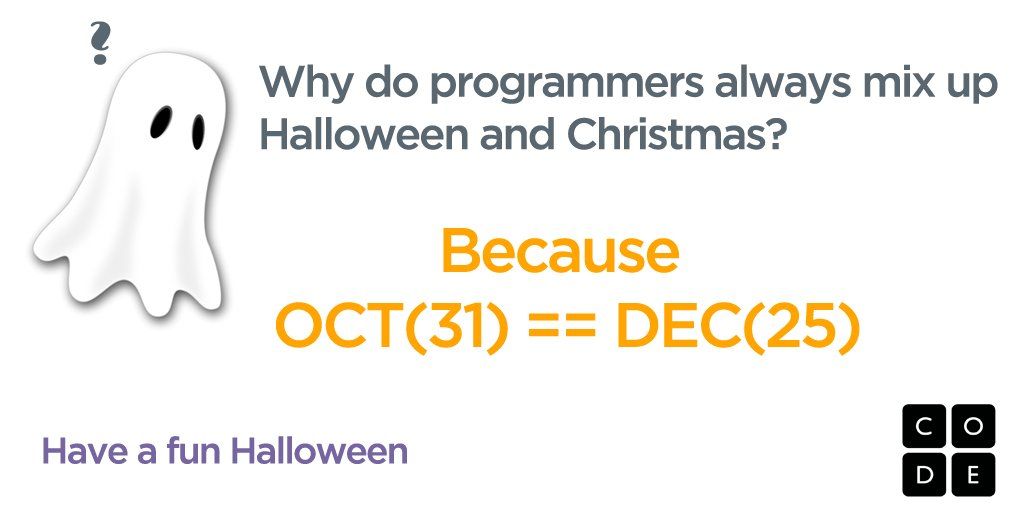 ?
Why do programmers always mix up
Halloween and Christmas?
Because
OCT(31) == DEC(25)
Have a fun Halloween
C O
D E